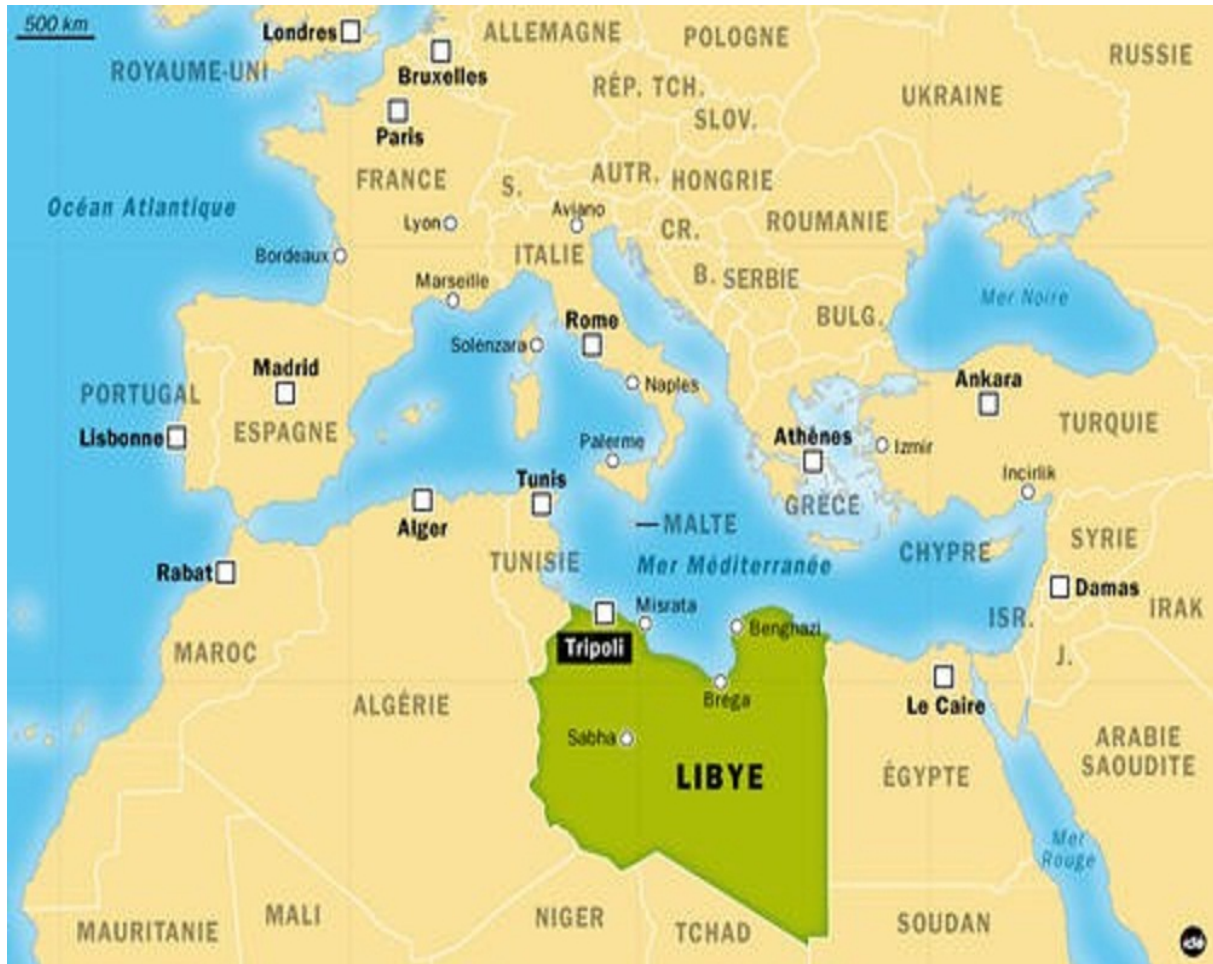 500 km
Londres
ALLEMAGNE
POLOGNE
RUSSIE
ROYAUME-UNI
Bruxelles
RÉP. TCH.
UKRAINE
Paris
SLOV.
FRANCE
S.
AUTR.
HONGRIE
Océan Atlantique
Lyon
Aviano
CR.
ROUMANIE
Bordeaux
ITALIE
Marseille
B.
SERBIE
Mer Noire
Solenzara
Rome
BULG.
Madrid
Naples
Ankara
PORTUGAL
ESPAGNE
TURQUIE
Lisbonne
Palerme
Athènes
Izmir
Tunis
Incirlik
Alger
MALTE
GRÈCE
SYRIE
Rabat
TUNISIE
Mer Méditerranée
CHYPRE
Damas
Misrata
IRAK
Tripoli
Benghazi
ISR.
MAROC
J.
ALGÉRIE
Brega
Le Caire
Sabha
LIBYE
ÉGYPTE
ARABIE
SAOUDITE
Mer
Rouge
MAURITANIE
MALI
NIGER
TCHAD
SOUDAN
idé